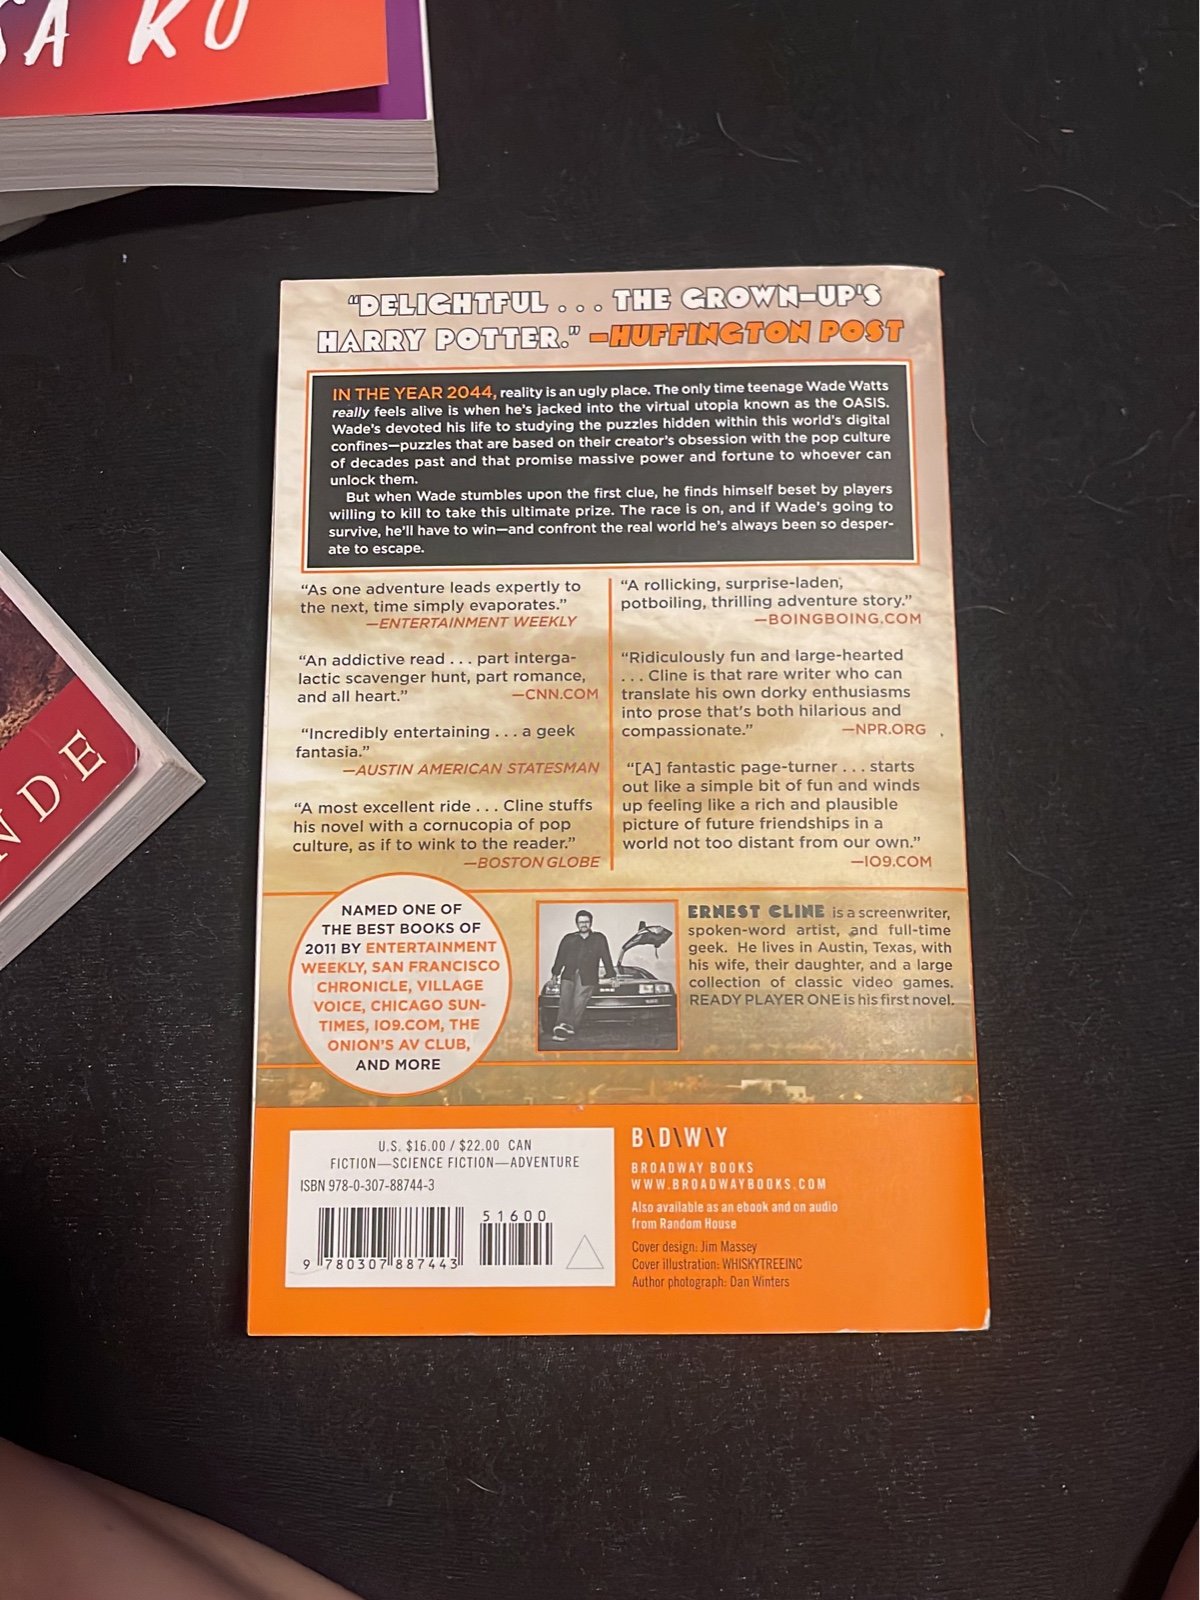 SA KU
NDE
“DELIGHTFUL . . . THE GROWN-UP'S
HARRY POTTER.” —HUFFINGTON POST
IN THE YEAR 2044, reality is an ugly place. The only time teenage Wade Watts
really feels alive is when he's jacked into the virtual utopia known as the OASIS.
Wade's devoted his life to studying the puzzles hidden within this world's digital
confines—puzzles that are based on their creator's obsession with the pop culture
of decades past and that promise massive power and fortune to whoever can
unlock them.
But when Wade stumbles upon the first clue, he finds himself beset by players
willing to kill to take this ultimate prize. The race is on, and if Wade's going to
survive, he'll have to win—and confront the real world he's always been so desper-
ate to escape.
“As one adventure leads expertly to
the next, time simply evaporates.”
—ENTERTAINMENT WEEKLY
“An addictive read . . . part interga-
lactic scavenger hunt, part romance,
and all heart.” —CNN.COM
“Incredibly entertaining . . . a geek
fantasia.”
—AUSTIN AMERICAN STATESMAN
“A most excellent ride . . . Cline stuffs
his novel with a cornucopia of pop
culture, as if to wink to the reader.”
—BOSTON GLOBE
“A rollicking, surprise-laden,
potboiling, thrilling adventure story.”
—BOINGBOING.COM
“Ridiculously fun and large-hearted
. . . Cline is that rare writer who can
translate his own dorky enthusiasms
into prose that's both hilarious and
compassionate.” —NPR.ORG
“[A] fantastic page-turner . . . starts
out like a simple bit of fun and winds
up feeling like a rich and plausible
picture of future friendships in a
world not too distant from our own.”
—IO9.COM
NAMED ONE OF
THE BEST BOOKS OF
2011 BY ENTERTAINMENT
WEEKLY, SAN FRANCISCO
CHRONICLE, VILLAGE
VOICE, CHICAGO SUN-
TIMES, IO9.COM, THE
ONION'S AV CLUB,
AND MORE
ERNEST CLINE is a screenwriter,
spoken-word artist, and full-time
geek. He lives in Austin, Texas, with
his wife, their daughter, and a large
collection of classic video games.
READY PLAYER ONE is his first novel.
U.S. $16.00 / $22.00 CAN
FICTION—SCIENCE FICTION—ADVENTURE
ISBN 978-0-307-88744-3
51600
9 780307 887443
B\D\W\Y
BROADWAY BOOKS
WWW.BROADWAYBOOKS.COM
Also available as an ebook and on audio
from Random House
Cover design: Jim Massey
Cover illustration: WHISKYTREEINC
Author photograph: Dan Winters